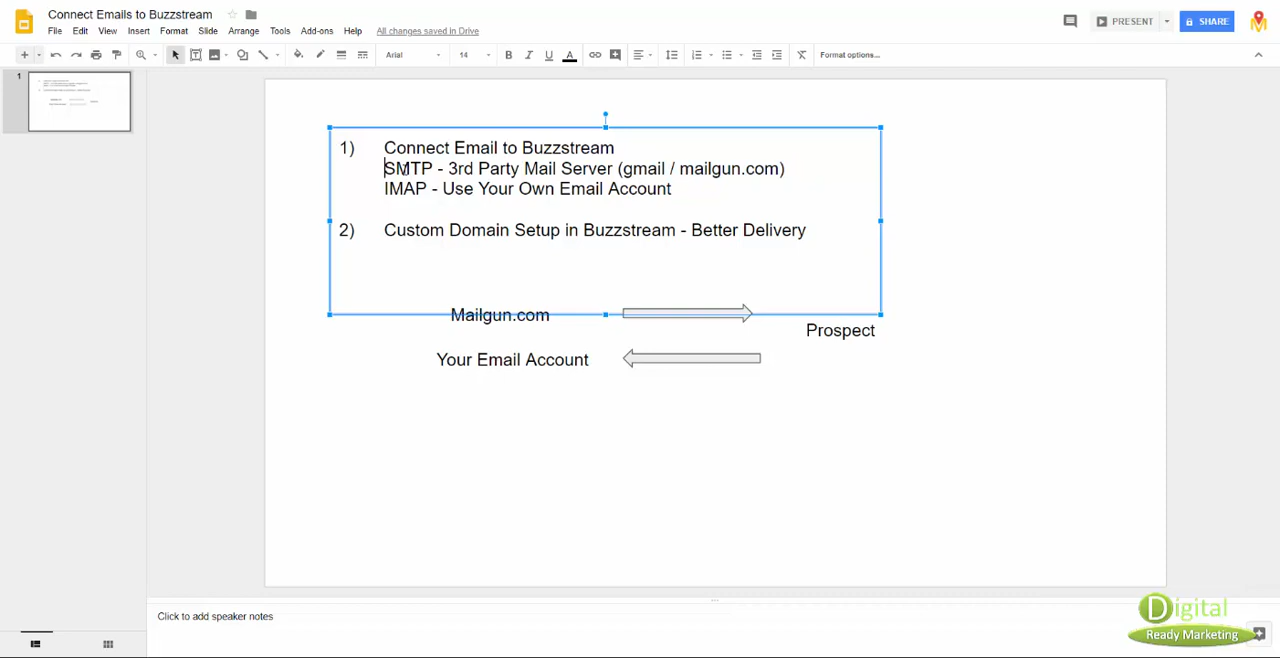 Connect Emails to Buzzstream
File Edit View Insert Format Slide Arrange Tools Add-ons Help All changes saved in Drive
PRESENT SHARE
Arial 14 B I U A Format options...
1
1) Connect Email to Buzzstream
SMTP - 3rd Party Mail Server (gmail / mailgun.com)
IMAP - Use Your Own Email Account
2) Custom Domain Setup in Buzzstream - Better Delivery
Mailgun.com
Prospect
Your Email Account
Click to add speaker notes
Digital
Ready Marketing